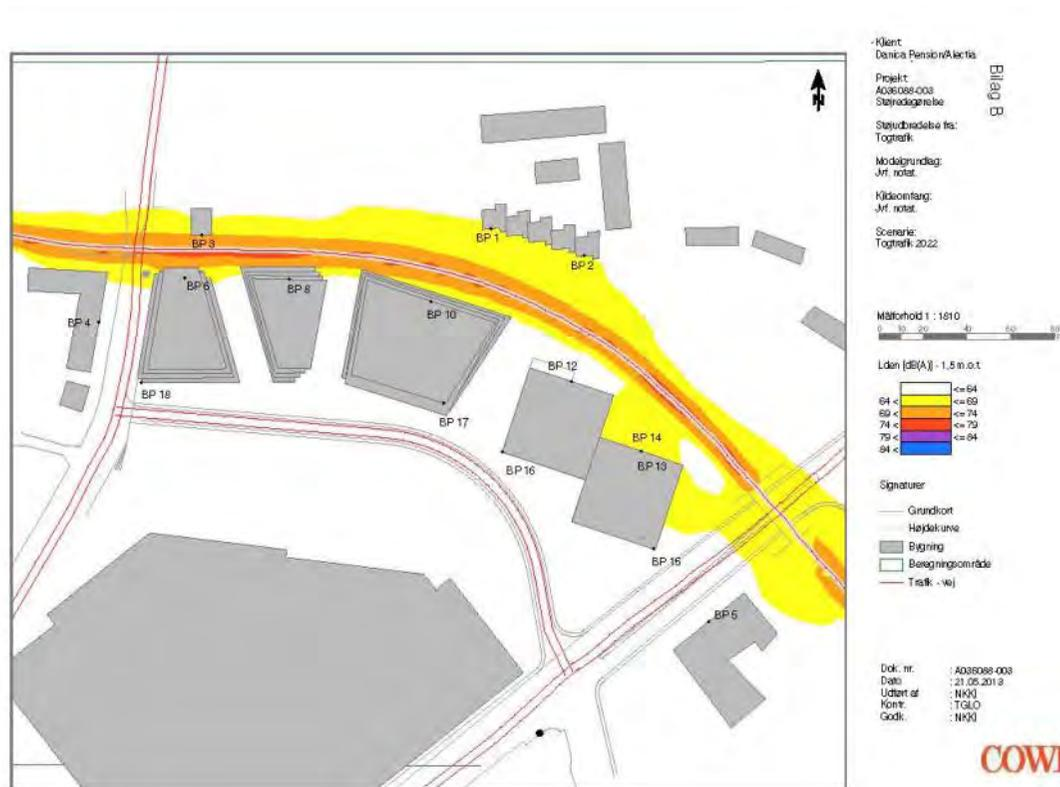 N
BP 1
BP 2
BP 3
BP 4
BP 6
BP 8
BP 10
BP 12
BP 14
BP 13
BP 18
BP 17
BP 16
BP 16
BP 5
Klient
Danica Pension/Alectia
Projekt
A036088-003
Støjredegørelse
Bilag B
Støjudbredelse fra:
Togtrafik
Modelgrundlag:
Jvf. notat.
Kildeomfang:
Jvf. notat.
Scenarie:
Togtrafik 2022
Målforhold 1 : 1810
0 10 20 40 60 80
Lden [dB(A)] - 1,5 m.o.t
<= 64
64 < <= 69
69 < <= 74
74 < <= 79
79 < <= 84
84 <
Signaturer
Grundkort
Højdekurve
Bygning
Beregningsområde
Trafik - vej
Dok. nr. : A036088-003
Dato : 21.05.2013
Udført af : NKKI
Kontr. : TGLO
Godk. : NKKI
COWI